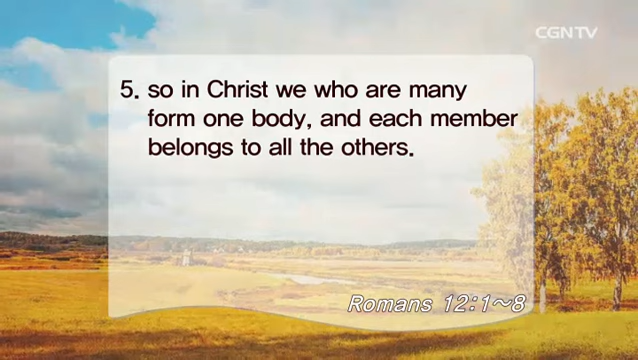 CGNTV
5. so in Christ we who are many
form one body, and each member
belongs to all the others.
Romans 12:1~8